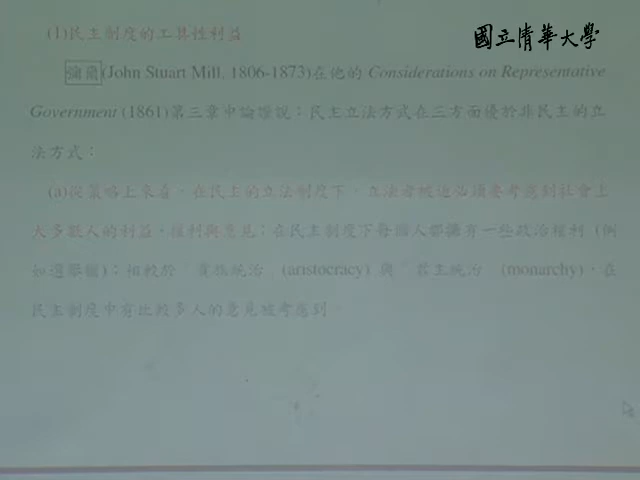 (1)民主制度的工具性利益
國立清華大學
彌爾(John Stuart Mill, 1806-1873)在他的 Considerations on Representative
Government (1861)第三章中論證說：民主立法方式在三方面優於非民主的立
法方式：
(a)從策略上來看，在民主的立法制度下，立法者被迫必須要考慮到社會上
大多數人的利益、權利與意見；在民主制度下每個人都擁有一些政治權利 (例
如選舉權)；相較於「貴族統治」(aristocracy) 與「君主統治」(monarchy)，在
民主制度中有比較多人的意見被考慮到。